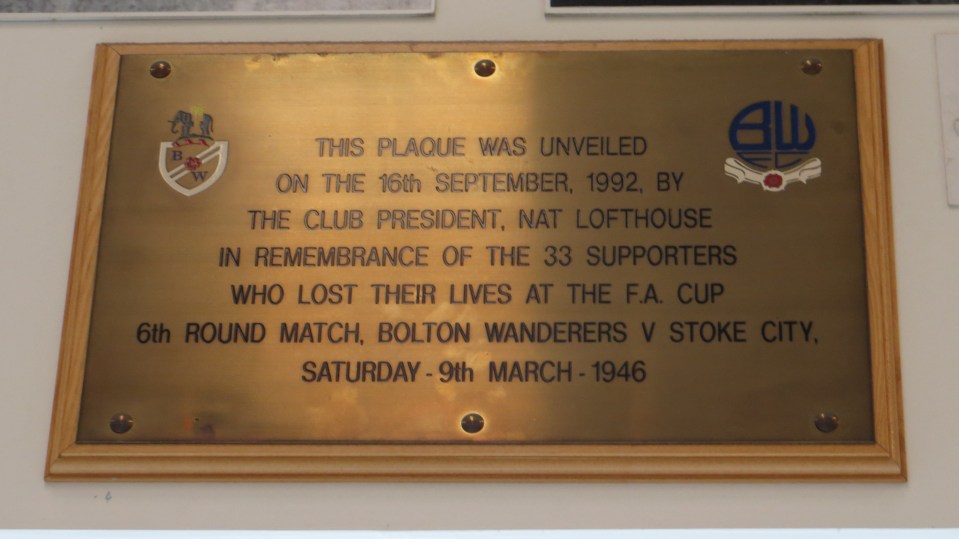 B
W
BW
FC
THIS PLAQUE WAS UNVEILED
ON THE 16th SEPTEMBER, 1992, BY
THE CLUB PRESIDENT, NAT LOFTHOUSE
IN REMEMBRANCE OF THE 33 SUPPORTERS
WHO LOST THEIR LIVES AT THE F.A. CUP
6th ROUND MATCH, BOLTON WANDERERS V STOKE CITY,
SATURDAY - 9th MARCH - 1946